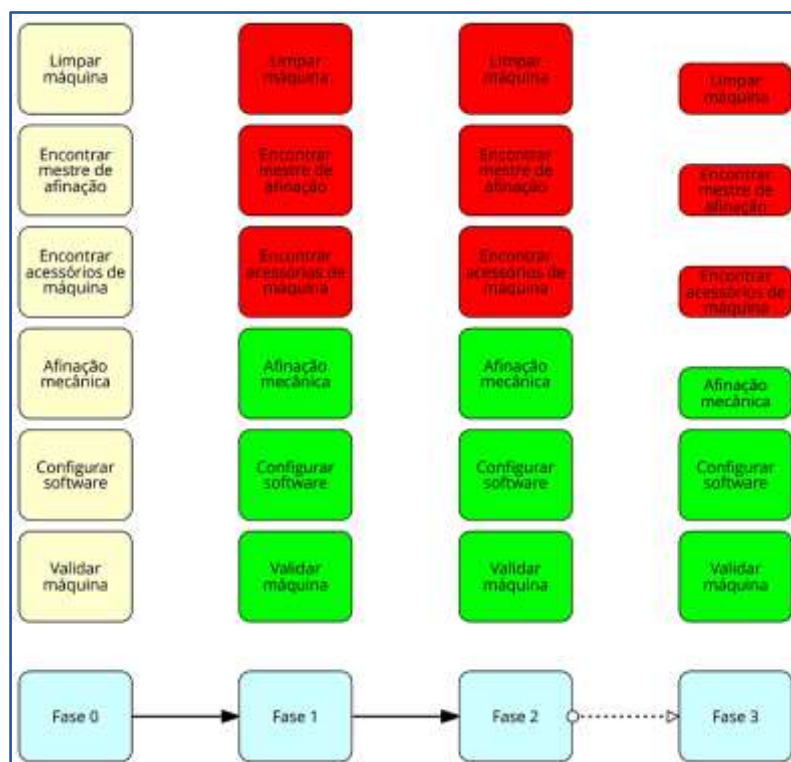 Limpar
máquina
Limpar
máquina
Limpar
máquina
Limpar
máquina
Encontrar
mestre de
afinação
Encontrar
mestre de
afinação
Encontrar
mestre de
afinação
Encontrar
mestre de
afinação
Encontrar
acessórios de
máquina
Encontrar
acessórias de
máquina
Encontrar
acessórios de
máquina
Encontrar
acessórios de
máquina
Afinação
mecânica
Afinação
mecânica
Afinação
mecânica
Afinação
mecânica
Configurar
software
Configurar
software
Configurar
software
Configurar
software
Validar
máquina
Validar
máquina
Validar
máquina
Validar
máquina
Fase 0
Fase 1
Fase 2
Fase 3